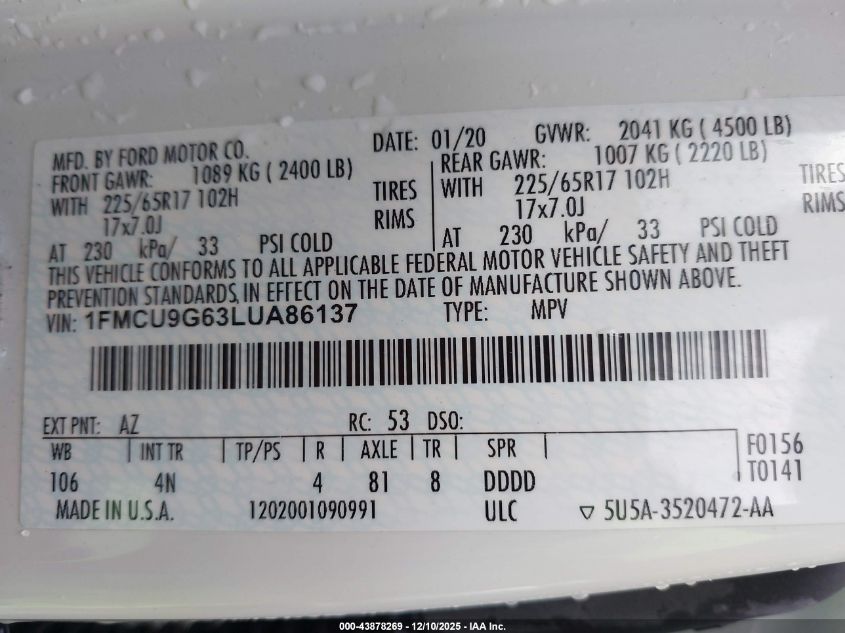 MFD. BY FORD MOTOR CO. DATE: 01/20 GVWR: 2041 KG ( 4500 LB)
FRONT GAWR: 1089 KG ( 2400 LB) REAR GAWR: 1007 KG ( 2220 LB)
WITH 225/65R17 102H TIRES WITH 225/65R17 102H TIRES
17x7.0J RIMS 17x7.0J RIMS
AT 230 kPa/ 33 PSI COLD AT 230 kPa/ 33 PSI COLD
THIS VEHICLE CONFORMS TO ALL APPLICABLE FEDERAL MOTOR VEHICLE SAFETY AND THEFT
PREVENTION STANDARDS, IN EFFECT ON THE DATE OF MANUFACTURE SHOWN ABOVE.
VIN: 1FMCU9G63LUA86137 TYPE: MPV
EXT PNT: AZ RC: 53 DSO:
WB INT TR TP/PS R AXLE TR SPR F0156
106 4N 4 81 8 DDDD T0141
MADE IN U.S.A. 1202001090991 ULC ▽ 5U5A-3520472-AA
000-43878269 - 12/10/2025 - IAA Inc.